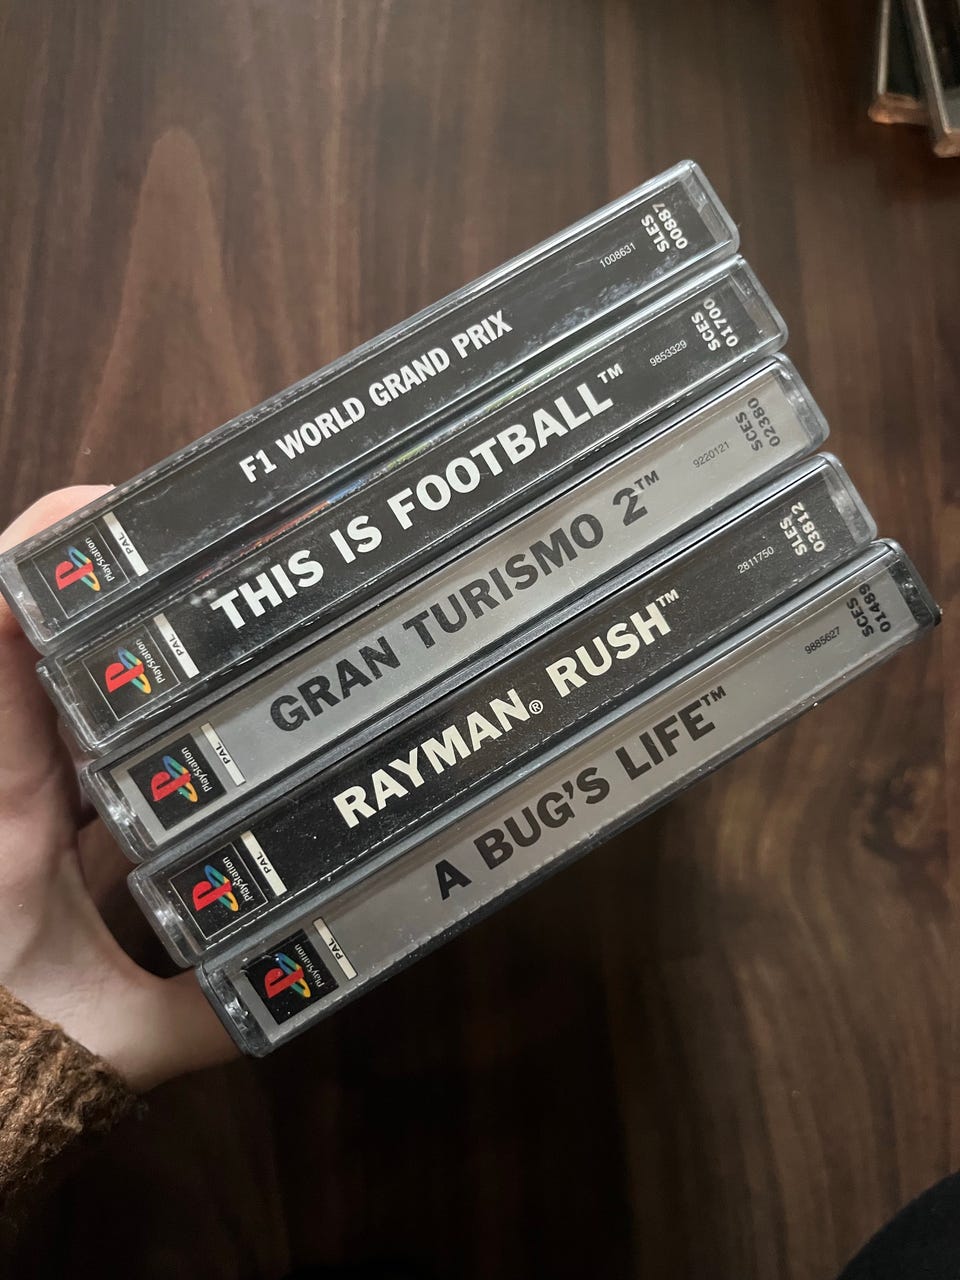 PlayStation
PAL
F1 WORLD GRAND PRIX
1008631
SLES
00887
PlayStation
PAL
THIS IS FOOTBALL™
9853329
SCES
01700
PlayStation
PAL
GRAN TURISMO 2™
9220121
SCES
02380
PlayStation
PAL
RAYMAN® RUSH™
2811750
SLES
03812
PlayStation
PAL
A BUG'S LIFE™
9885627
SCES
01489